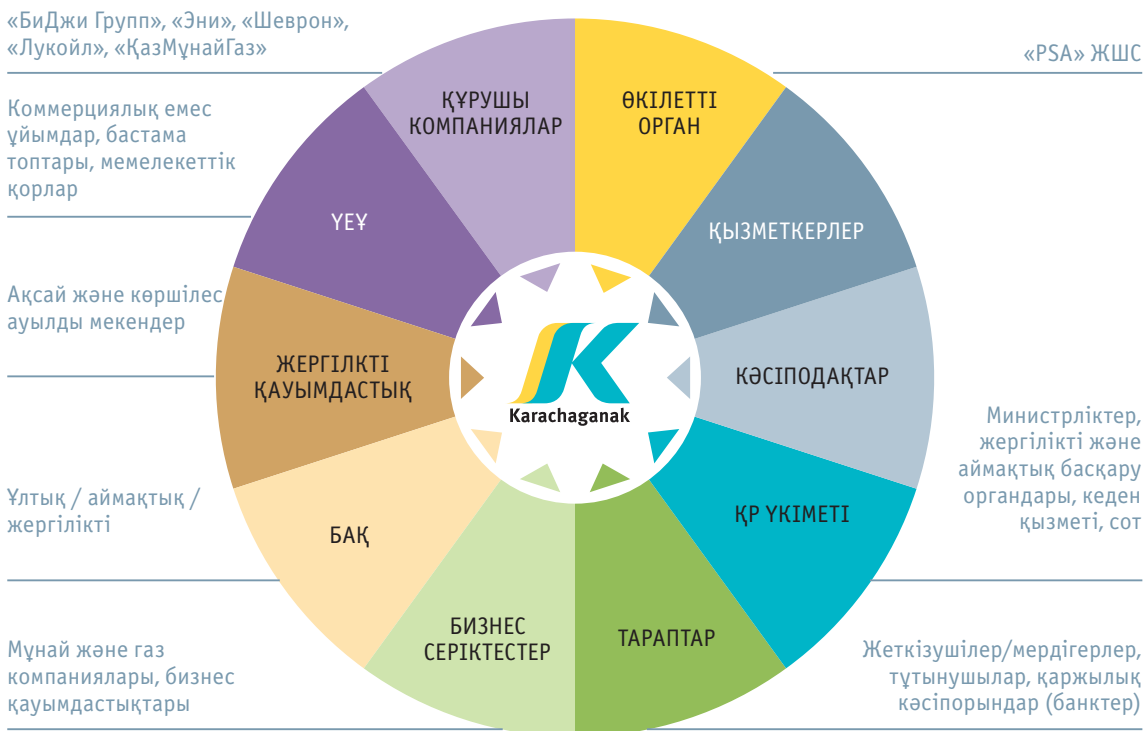 «БиДжи Групп», «Эни», «Шеврон»,
«Лукойл», «ҚазМұнайГаз»
«PSA» ЖШС
Коммерциялық емес
ұйымдар, бастама
топтары, мемелекеттік
қорлар
Ақсай және көршілес
ауылды мекендер
Ұлтық / аймақтық /
жергілікті
Мұнай және газ
компаниялары, бизнес
қауымдастықтары
ҚҰРУШЫ
КОМПАНИЯЛАР
ӨКІЛЕТТІ
ОРГАН
ҮЕҰ
ҚЫЗМЕТКЕРЛЕР
ЖЕРГІЛКТІ
ҚАУЫМДАСТЫҚ
Karachaganak
КӘСІПОДАҚТАР
БАҚ
ҚР ҮКІМЕТІ
БИЗНЕС
СЕРІКТЕСТЕР
ТАРАПТАР
Министрліктер,
жергілікті және
аймақтық басқару
органдары, кеден
қызметі, сот
Жеткізушілер/мердігерлер,
тұтынушылар, қаржылық
кәсіпорындар (банктер)